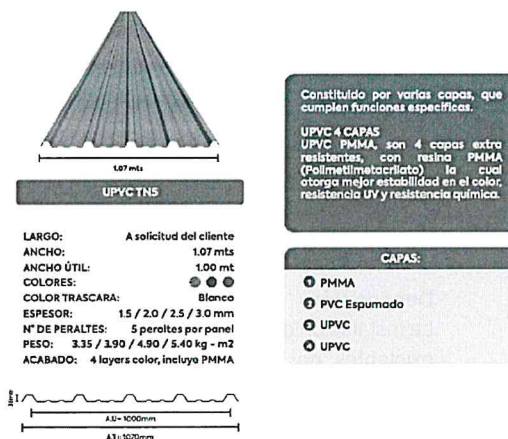 1.07 mts
UPVC TN5
LARGO: A solicitud del cliente
ANCHO: 1.07 mts
ANCHO ÚTIL: 1.00 mt
COLORES:
COLOR TRASCARA: Blanco
ESPESOR: 1.5 / 2.0 / 2.5 / 3.0 mm
N° DE PERALTES: 5 peraltes por panel
PESO: 3.35 / 3.90 / 4.90 / 5.40 kg - m2
ACABADO: 4 layers color, incluye PMMA
A.U= 1000mm
A.T= 1070mm
Constituido por varias capas, que
cumplen funciones específicas.
UPVC 4 CAPAS
UPVC PMMA, son 4 capas extra
resistentes, con resina PMMA
(Polimetilmetacrilato) la cual
otorga mejor estabilidad en el color,
resistencia UV y resistencia química.
CAPAS:
1 PMMA
2 PVC Espumado
3 UPVC
4 UPVC